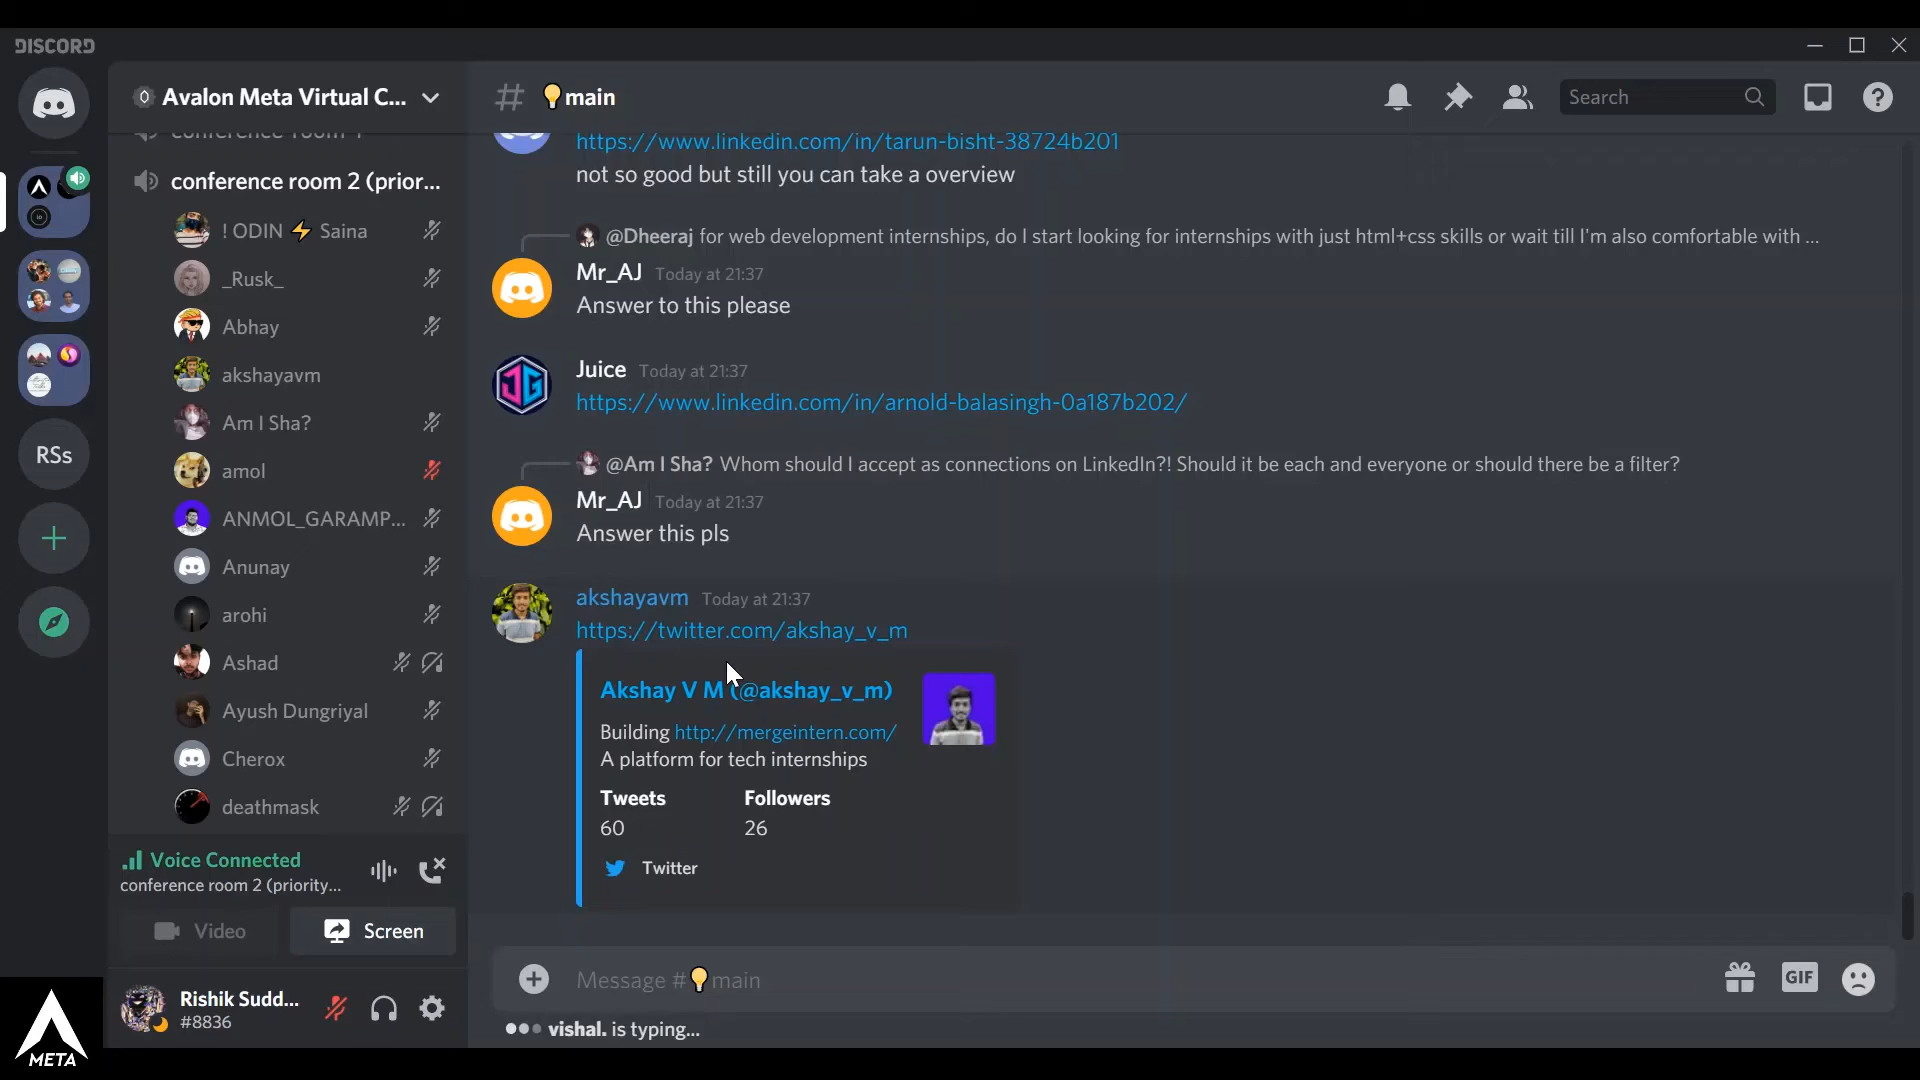 DISCORD
Avalon Meta Virtual C...
main
Search
conference room 2 (prior...
! ODIN ⚡ Saina
_Rusk_
Abhay
akshayavm
Am I Sha?
amol
ANMOL_GARAMP...
Anunay
arohi
Ashad
Ayush Dungriyal
Cherox
deathmask
RSs
Voice Connected
conference room 2 (priority...
Video
Screen
Rishik Sudd...
#8836
META
https://www.linkedin.com/in/tarun-bisht-38724b201
not so good but still you can take a overview
@Dheeraj for web development internships, do I start looking for internships with just html+css skills or wait till I'm also comfortable with ...
Mr_AJ Today at 21:37
Answer to this please
Juice Today at 21:37
https://www.linkedin.com/in/arnold-balasingh-0a187b202/
@Am I Sha? Whom should I accept as connections on LinkedIn?! Should it be each and everyone or should there be a filter?
Mr_AJ Today at 21:37
Answer this pls
akshayavm Today at 21:37
https://twitter.com/akshay_v_m
Akshay V M (@akshay_v_m)
Building http://mergeintern.com/
A platform for tech internships
Tweets Followers
60 26
Twitter
Message #💡main
GIF
vishal. is typing...